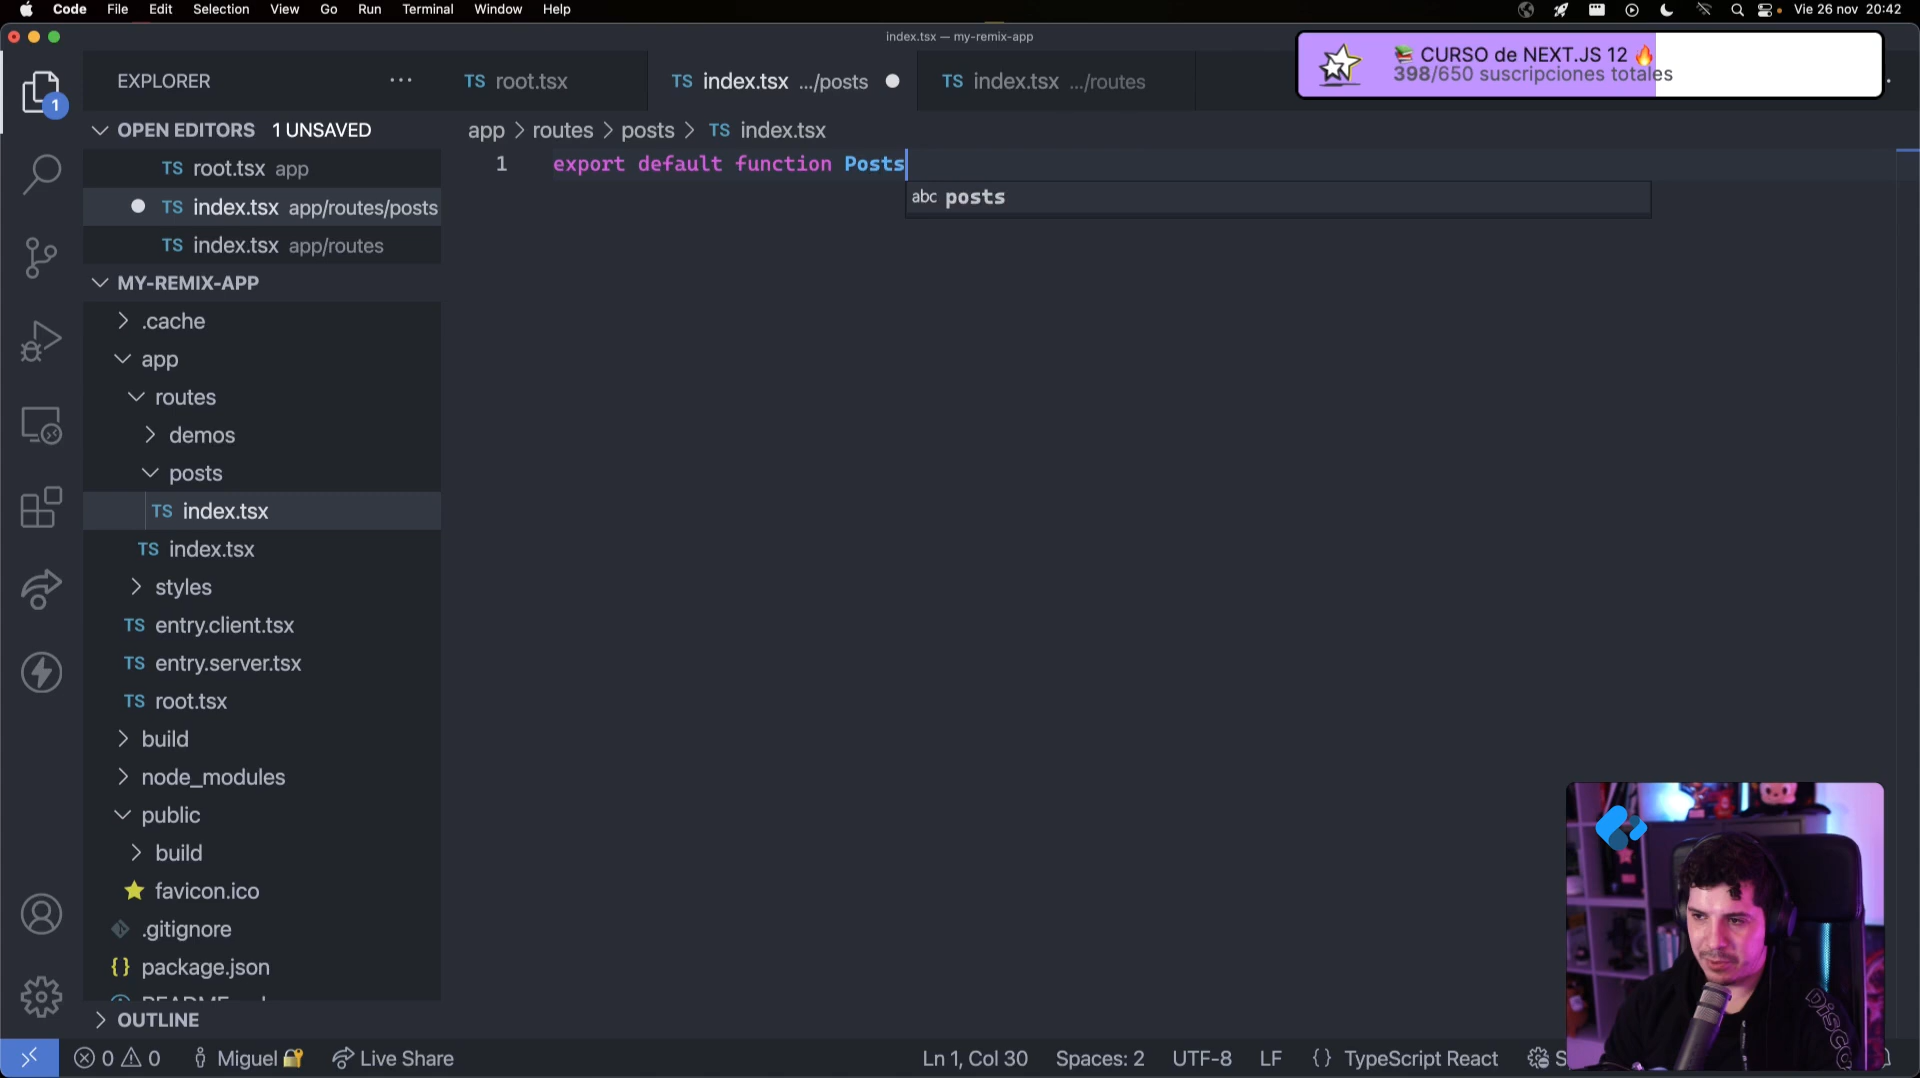 Code File Edit Selection View Go Run Terminal Window Help Vie 26 nov 20:42
index.tsx — my-remix-app
📚 CURSO de NEXT.JS 12 🔥
398/650 suscripciones totales
EXPLORER ···
TS root.tsx TS index.tsx .../posts TS index.tsx .../routes
1
OPEN EDITORS 1 UNSAVED
TS root.tsx app
TS index.tsx app/routes/posts
TS index.tsx app/routes
MY-REMIX-APP
.cache
app
routes
demos
posts
TS index.tsx
TS index.tsx
styles
TS entry.client.tsx
TS entry.server.tsx
TS root.tsx
build
node_modules
public
build
favicon.ico
.gitignore
{} package.json
OUTLINE
app > routes > posts > TS index.tsx
1 export default function Posts
abc posts
DISCO
0 0 Miguel 🔐 Live Share Ln 1, Col 30 Spaces: 2 UTF-8 LF {} TypeScript React